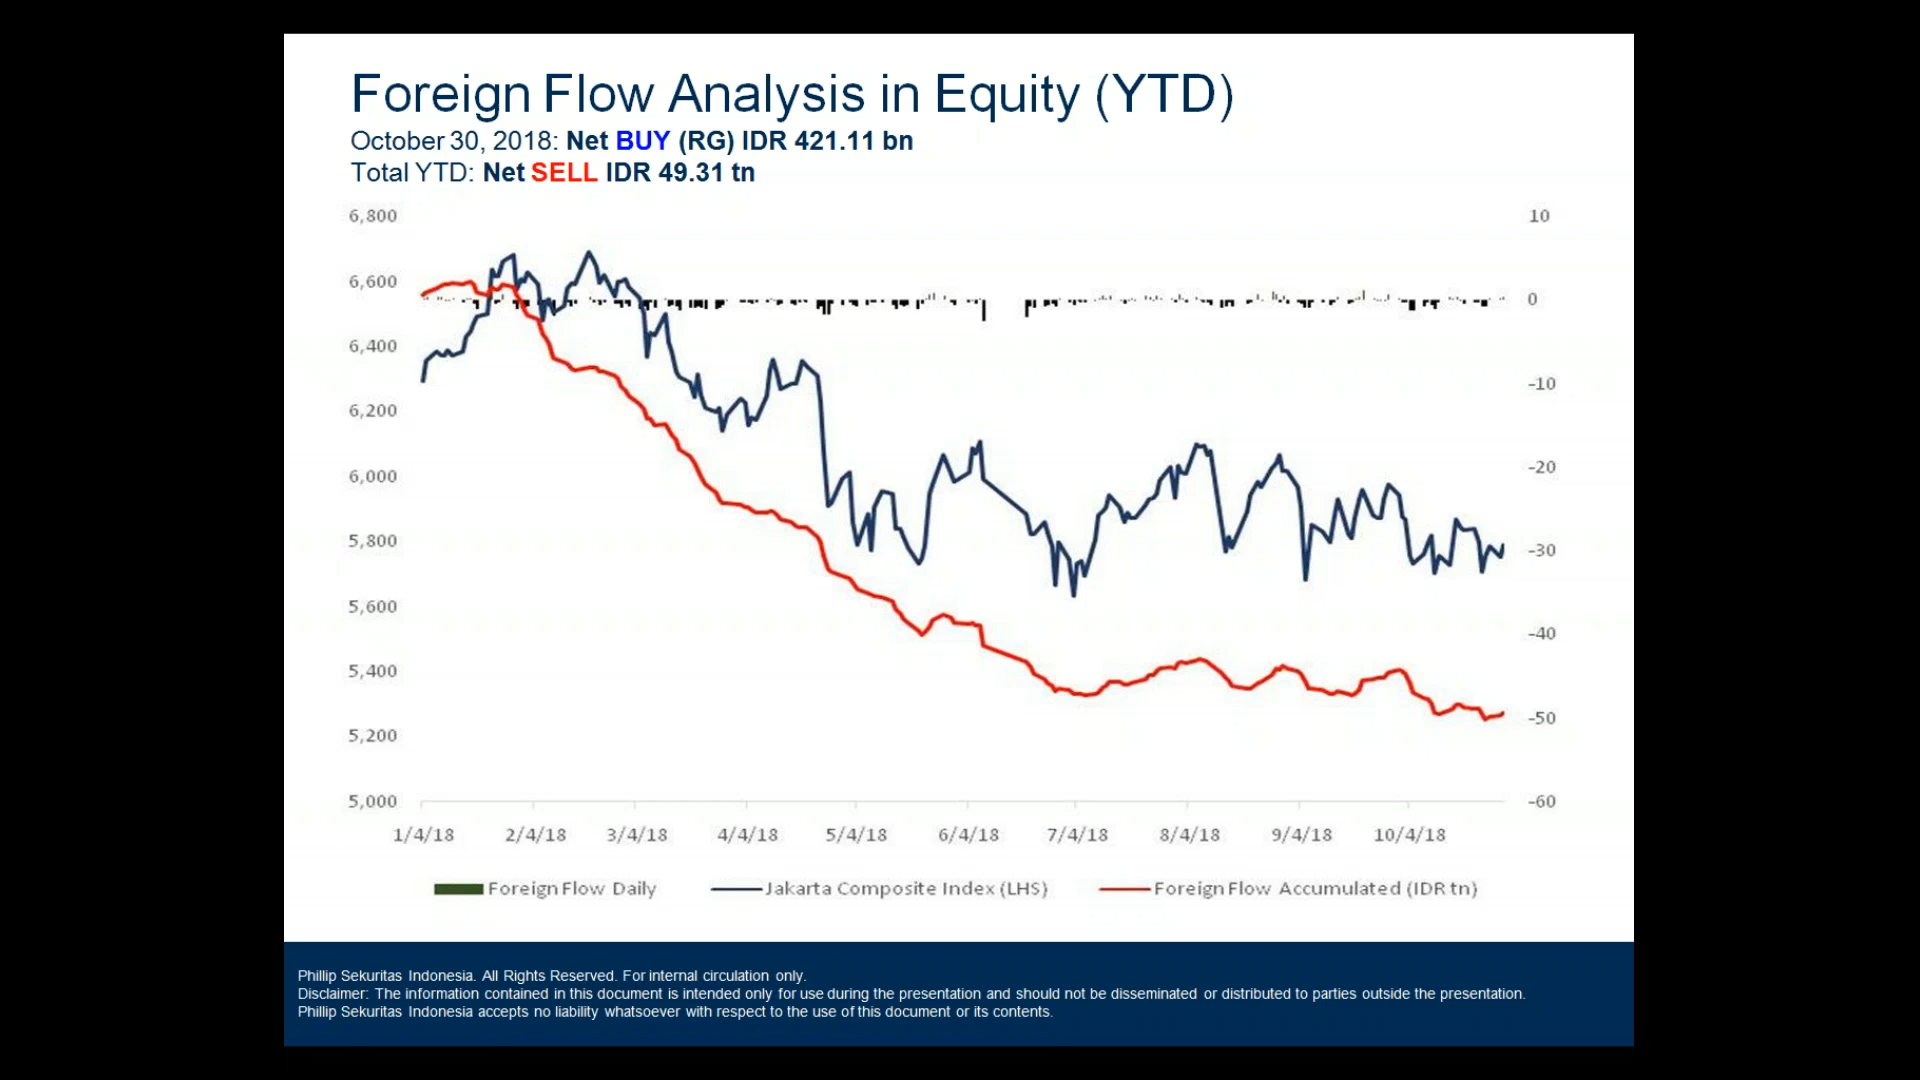 Foreign Flow Analysis in Equity (YTD)
October 30, 2018: Net BUY (RG) IDR 421.11 bn
Total YTD: Net SELL IDR 49.31 tn
6,800
6,600
6,400
6,200
6,000
5,800
5,600
5,400
5,200
5,000
10
0
-10
-20
-30
-40
-50
-60
1/4/18 2/4/18 3/4/18 4/4/18 5/4/18 6/4/18 7/4/18 8/4/18 9/4/18 10/4/18
Foreign Flow Daily Jakarta Composite Index (LHS) Foreign Flow Accumulated (IDR tn)
Phillip Sekuritas Indonesia. All Rights Reserved. For internal circulation only.
Disclaimer: The information contained in this document is intended only for use during the presentation and should not be disseminated or distributed to parties outside the presentation.
Phillip Sekuritas Indonesia accepts no liability whatsoever with respect to the use of this document or its contents.